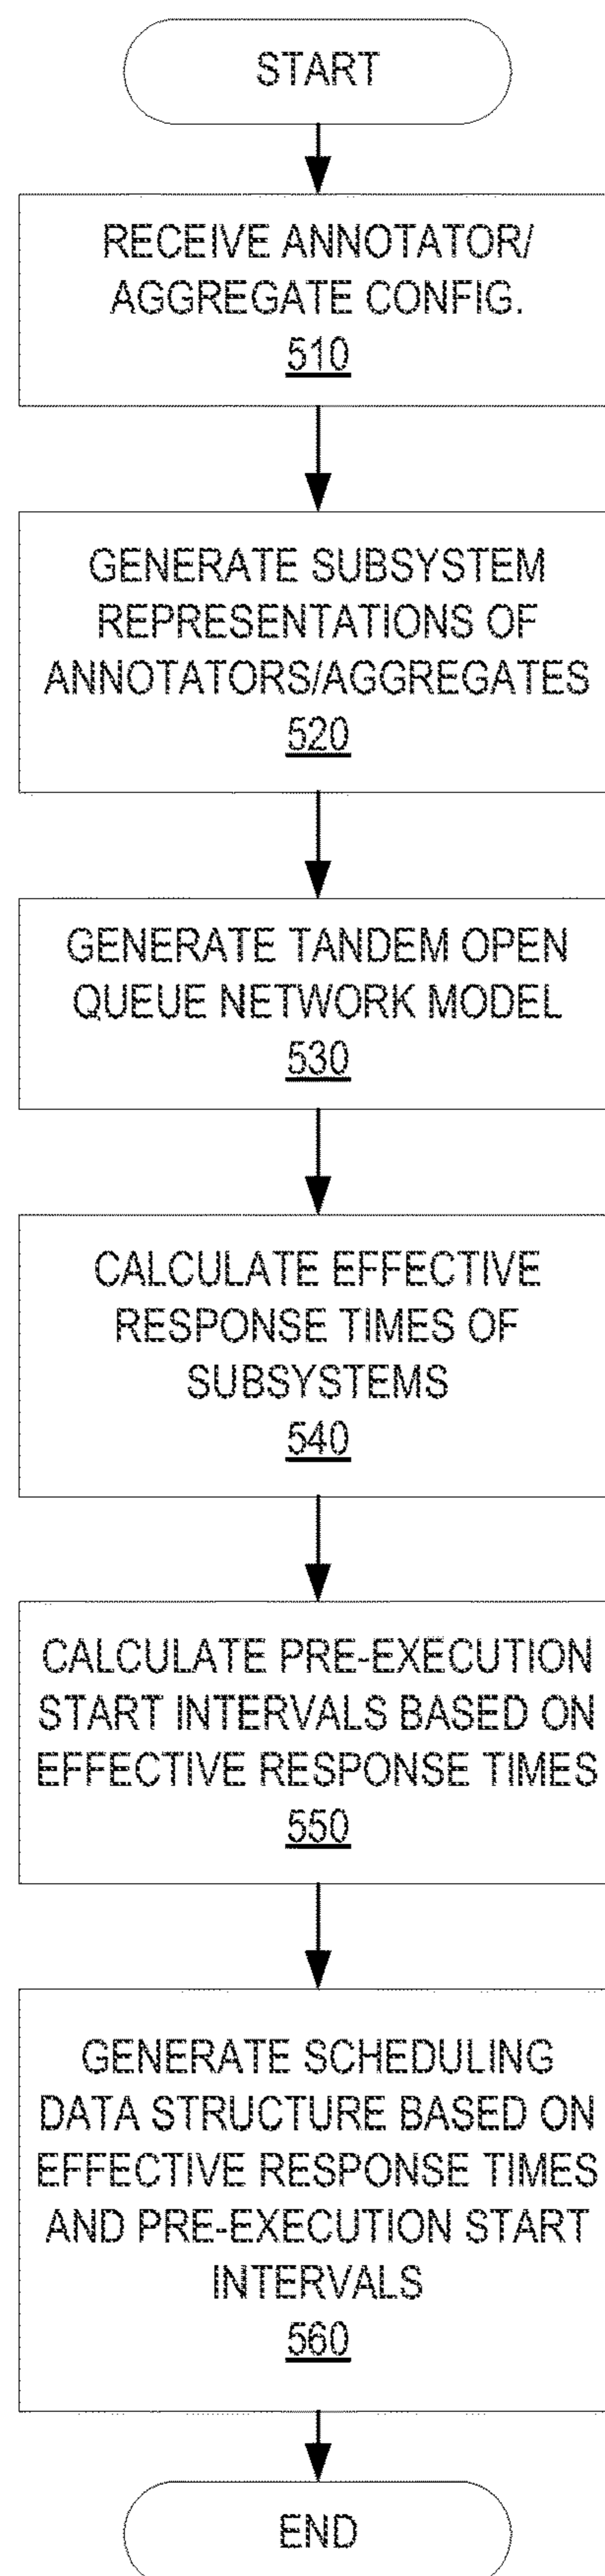 START
RECEIVE ANNOTATOR/
AGGREGATE CONFIG.
510
GENERATE SUBSYSTEM
REPRESENTATIONS OF
ANNOTATORS/AGGREGATES
520
GENERATE TANDEM OPEN
QUEUE NETWORK MODEL
530
CALCULATE EFFECTIVE
RESPONSE TIMES OF
SUBSYSTEMS
540
CALCULATE PRE-EXECUTION
START INTERVALS BASED ON
EFFECTIVE RESPONSE TIMES
550
GENERATE SCHEDULING
DATA STRUCTURE BASED ON
EFFECTIVE RESPONSE TIMES
AND PRE-EXECUTION START
INTERVALS
560
END